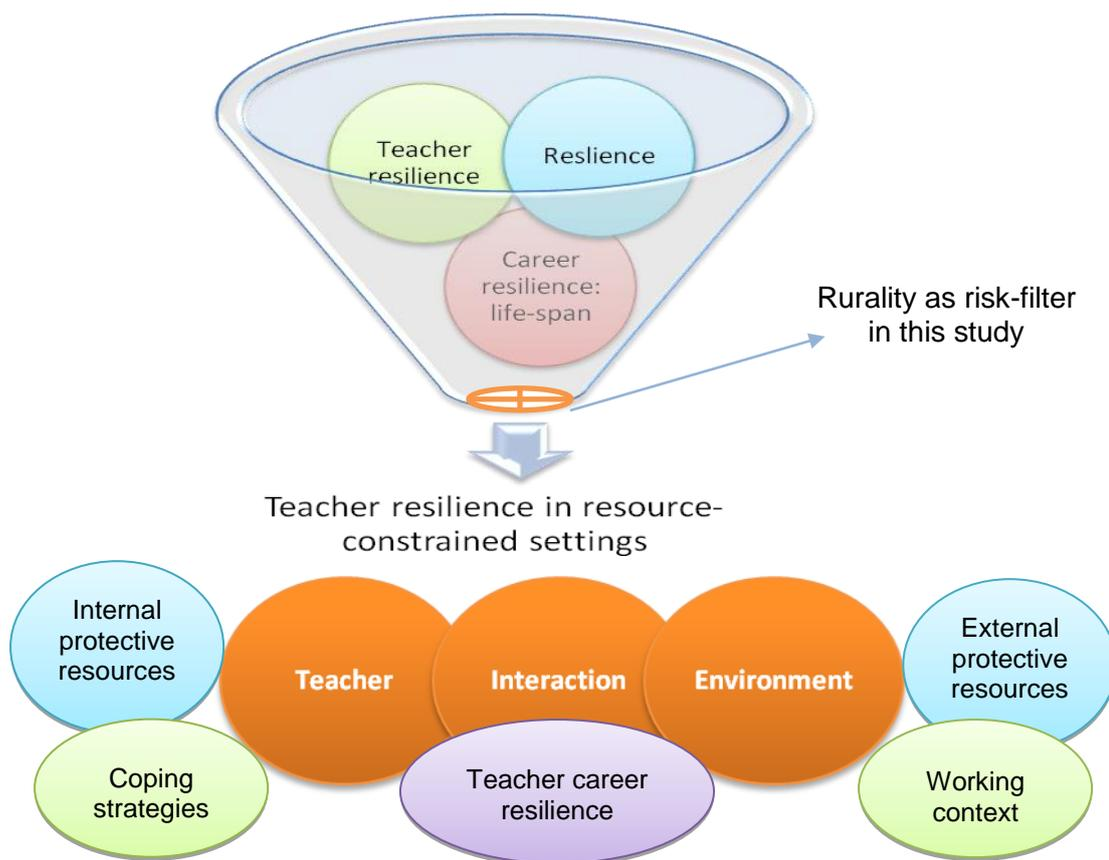 Teacher
resilience
Reslience
Career
resilience:
life-span
Rurality as risk-filter
in this study
Teacher resilience in resource-
constrained settings
Internal
protective
resources
Teacher
Interaction
Environment
External
protective
resources
Coping
strategies
Teacher career
resilience
Working
context